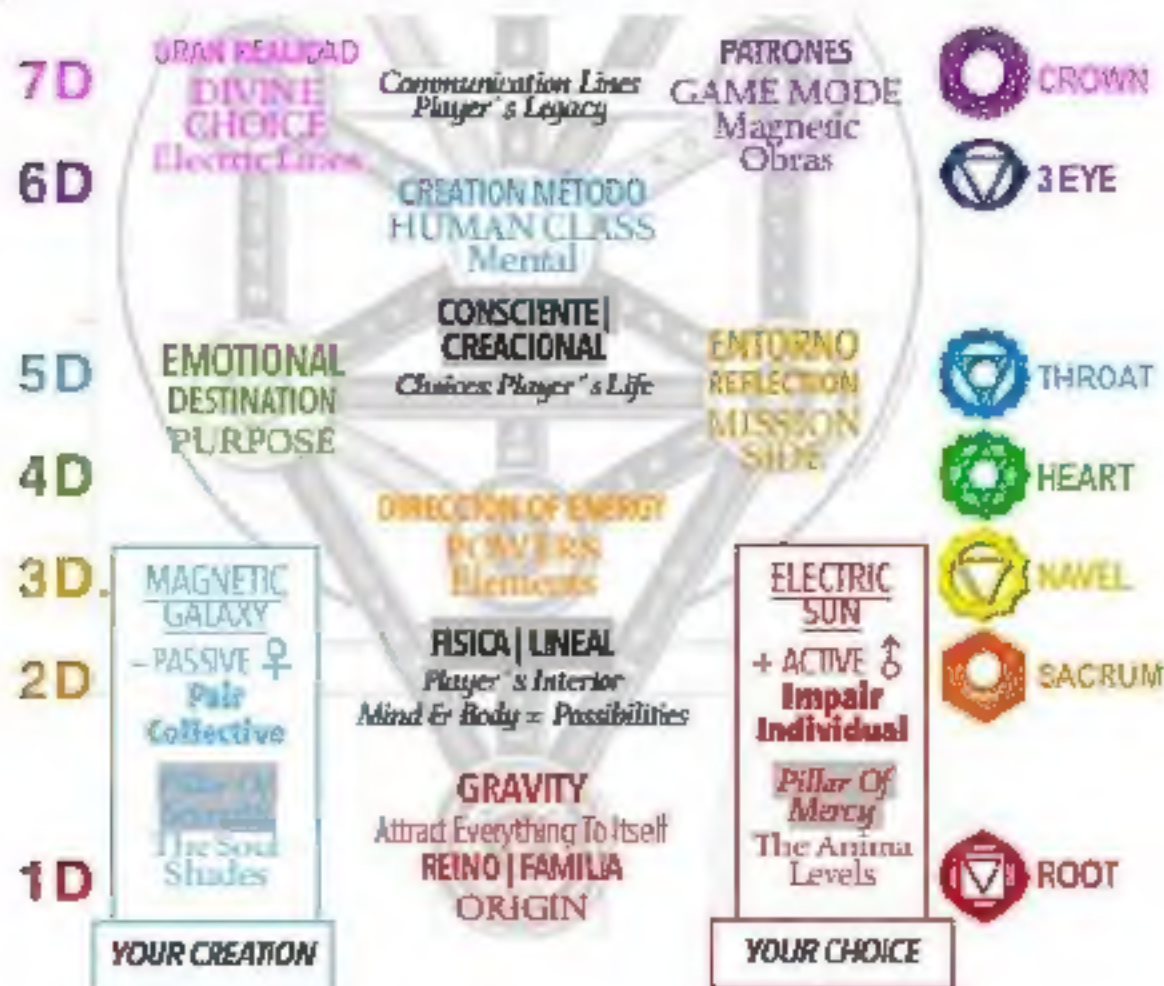 7D
GRAN REALIDAD
DIVINE
CHOICE
Electric Lines
Communication Lines
Player´s Legacy
PATRONES
GAME MODE
Magnetic
Obras
CROWN
6D
CREATION METODO
HUMAN CLASS
Mental
3 EYE
CONSCIENTE |
CREACIONAL
Choices: Player´s Life
5D
EMOTIONAL
DESTINATION
PURPOSE
ENTORNO
REFLECTION
MISSION
SIDE
THROAT
4D
HEART
DIRECTION OF ENERGY
POWERS
Elements
3D.
MAGNETIC
GALAXY
- PASSIVE ♀
Pair
Collective
ELECTRIC
SUN
+ ACTIVE ♂
Impair
Individual
NAVEL
2D
FISICA | LINEAL
Player´s Interior
Mind & Body = Possibilities
SACRUM
Pillar Of
The Soul
Shades
GRAVITY
Attract Everything To Itself
REINO | FAMILIA
ORIGIN
Pillar Of
Mercy
The Anima
Levels
1D
ROOT
YOUR CREATION
YOUR CHOICE